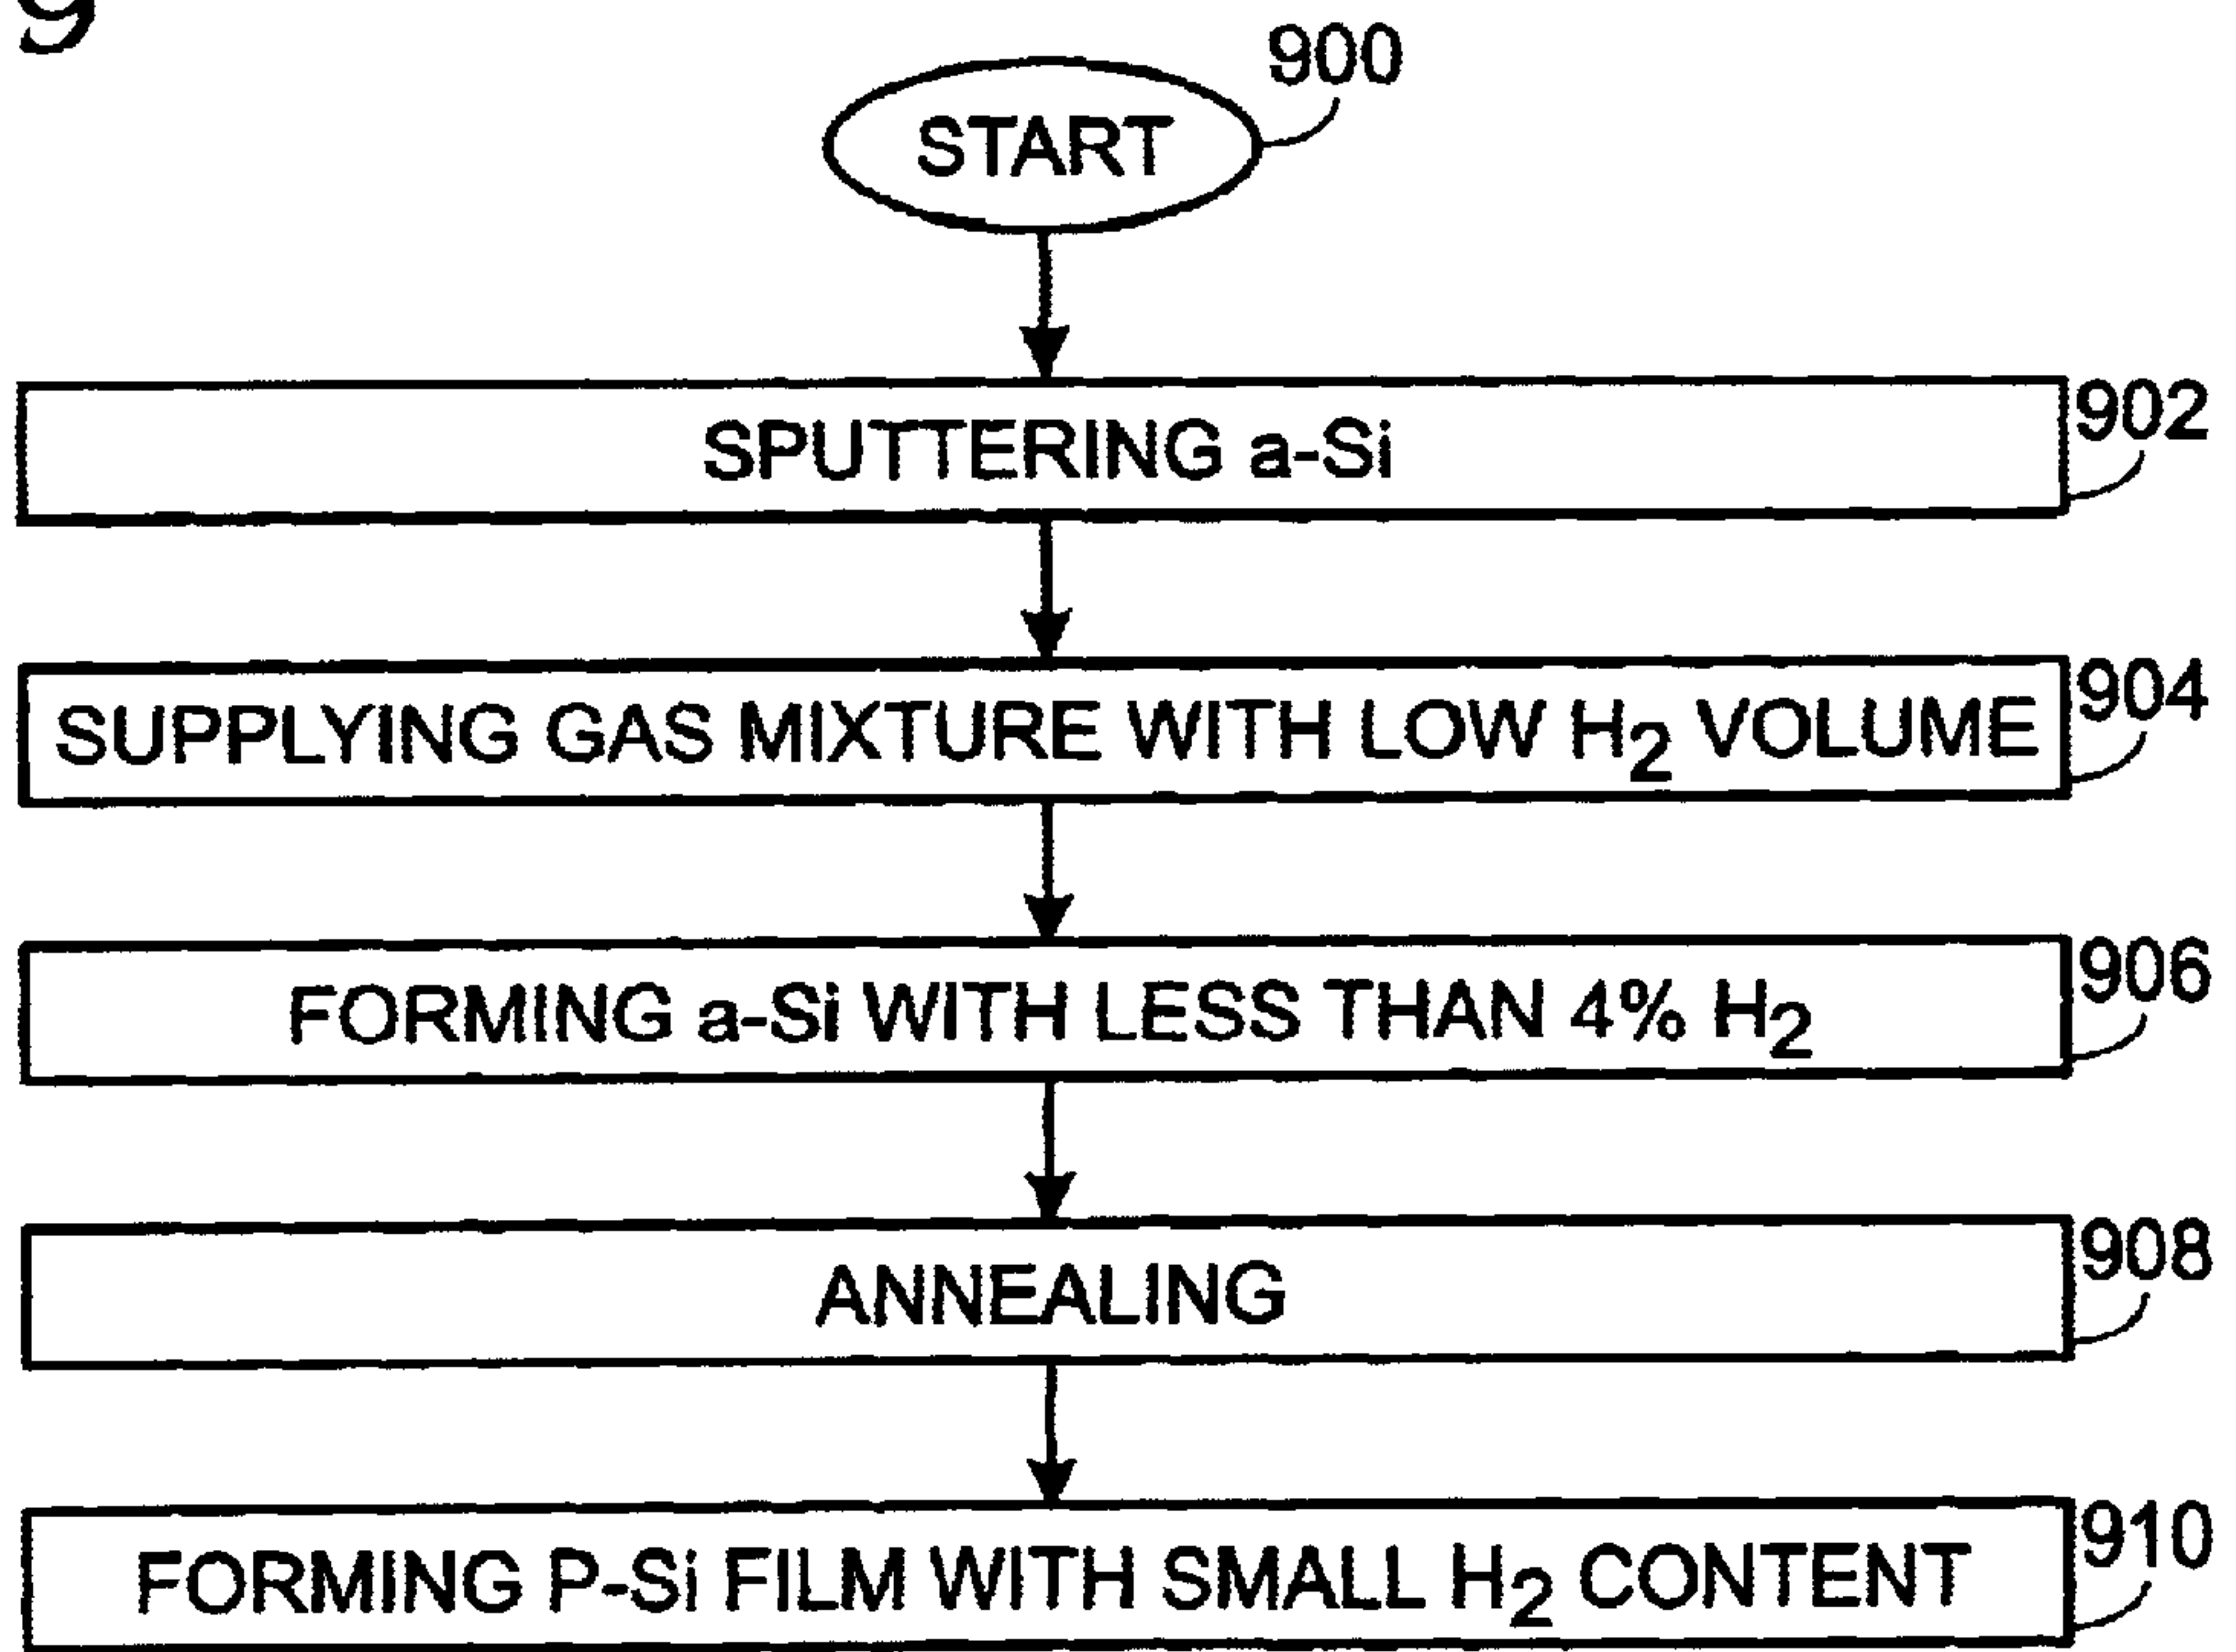 9
900
START
902
SPUTTERING a-Si
904
SUPPLYING GAS MIXTURE WITH LOW H2 VOLUME
906
FORMING a-Si WITH LESS THAN 4% H2
908
ANNEALING
910
FORMING P-Si FILM WITH SMALL H2 CONTENT